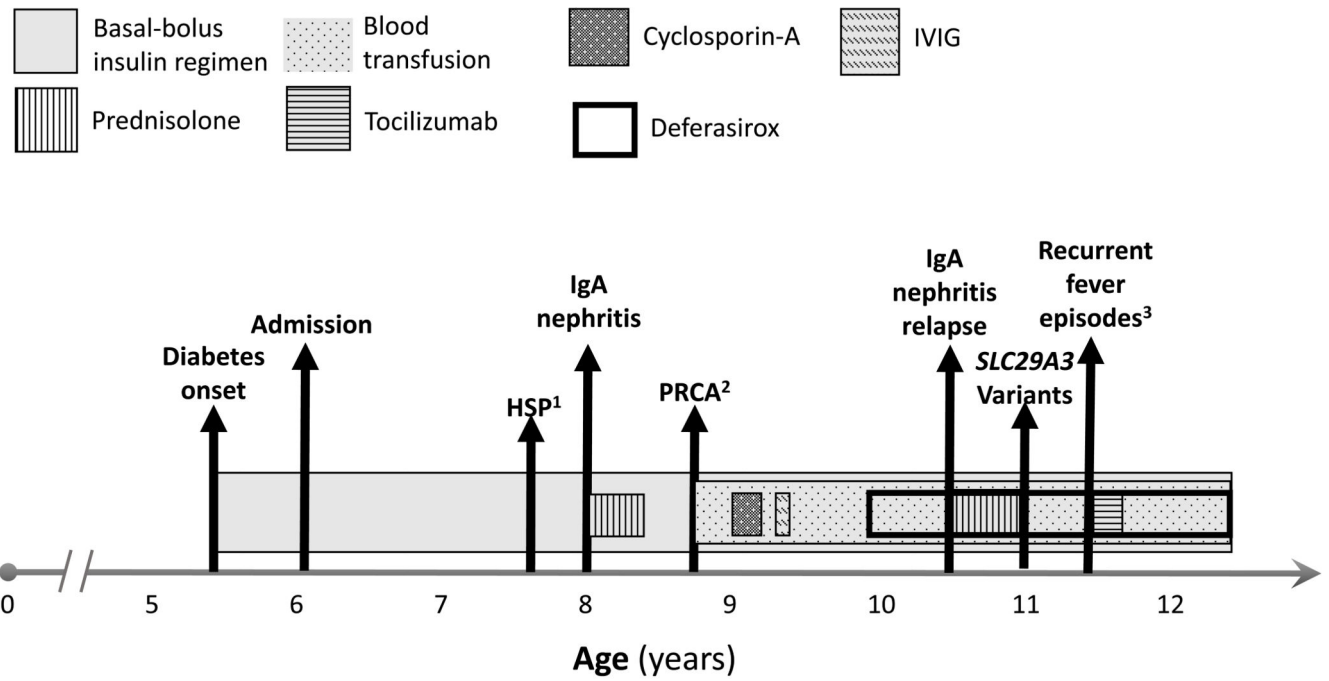 Basal-bolus
insulin regimen
Blood
transfusion
Cyclosporin-A
IVIG
Prednisolone
Tocilizumab
Deferasirox
Diabetes
onset
Admission
HSP¹
IgA
nephritis
PRCA²
IgA
nephritis
relapse
SLC29A3
Variants
Recurrent
fever
episodes³
0 5 6 7 8 9 10 11 12
Age (years)